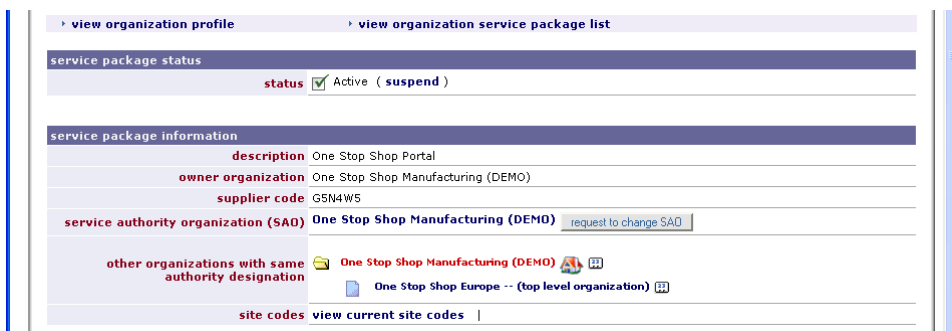 view organization profile view organization service package list
service package status
status Active ( suspend )
service package information
description One Stop Shop Portal
owner organization One Stop Shop Manufacturing (DEMO)
supplier code G5N4W5
service authority organization (SAO) One Stop Shop Manufacturing (DEMO) request to change SAO
other organizations with same One Stop Shop Manufacturing (DEMO)
authority designation
One Stop Shop Europe -- (top level organization)
site codes view current site codes |